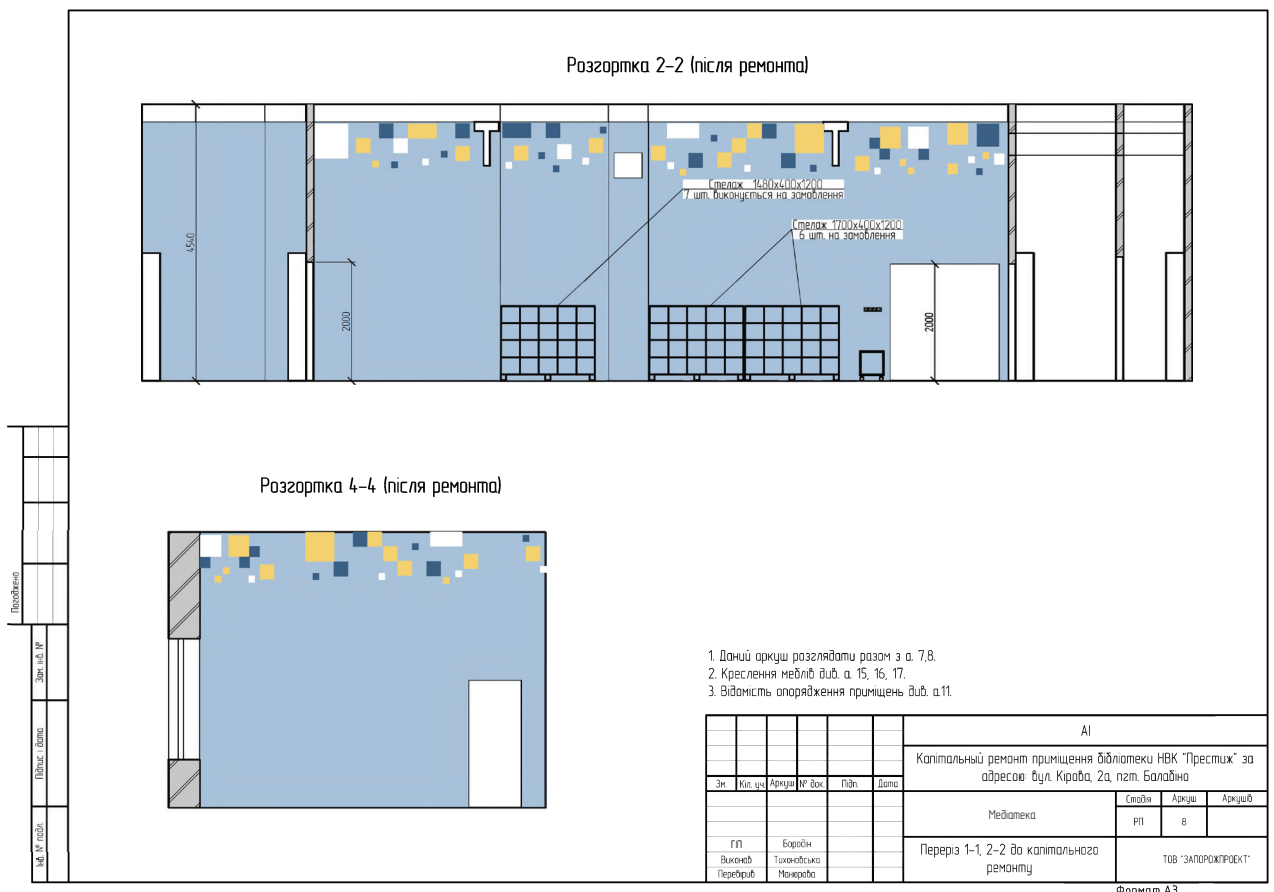 Розгортка 2-2 (після ремонта)
Стелаж 1480х400х1200
7 шт. виконується на замовлення
Стелаж 1700х400х1200
6 шт. на замовлення
4540
2000
2000
Розгортка 4-4 (після ремонта)
Погоджено
Зам. інв. №
Підпис і дата
Інв. № подл.
1. Даний аркуш розглядати разом з а. 7,8.
2. Креслення меблів див. а. 15, 16, 17.
3. Відомість опорядження приміщень див. а.11.
АІ
Капітальный ремонт приміщення бібліотеки НВК "Престиж" за
адресою вул. Кірова, 2а, пгт. Балабіно
Зм. Кіл. уч. Аркуш № док. Підп. Дата
Медіатека
Стадія Аркуш Аркушів
РП 8
ГІП Бородін
Виконав Тихоновська
Перевірив Манюрова
Переріз 1-1, 2-2 до капітального
ремонту
ТОВ "ЗАПОРОЖПРОЕКТ"
Формат А3